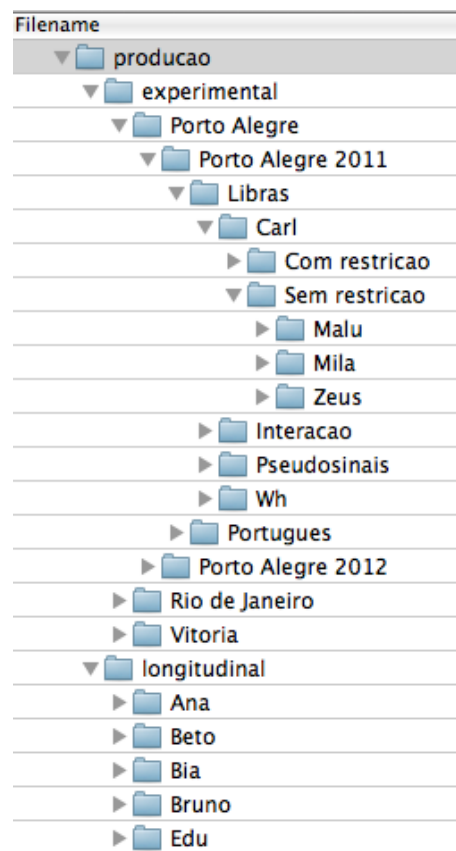 Filename
producao
experimental
Porto Alegre
Porto Alegre 2011
Libras
Carl
Com restricao
Sem restricao
Malu
Mila
Zeus
Interacao
Pseudosinais
Wh
Portugues
Porto Alegre 2012
Rio de Janeiro
Vitoria
longitudinal
Ana
Beto
Bia
Bruno
Edu